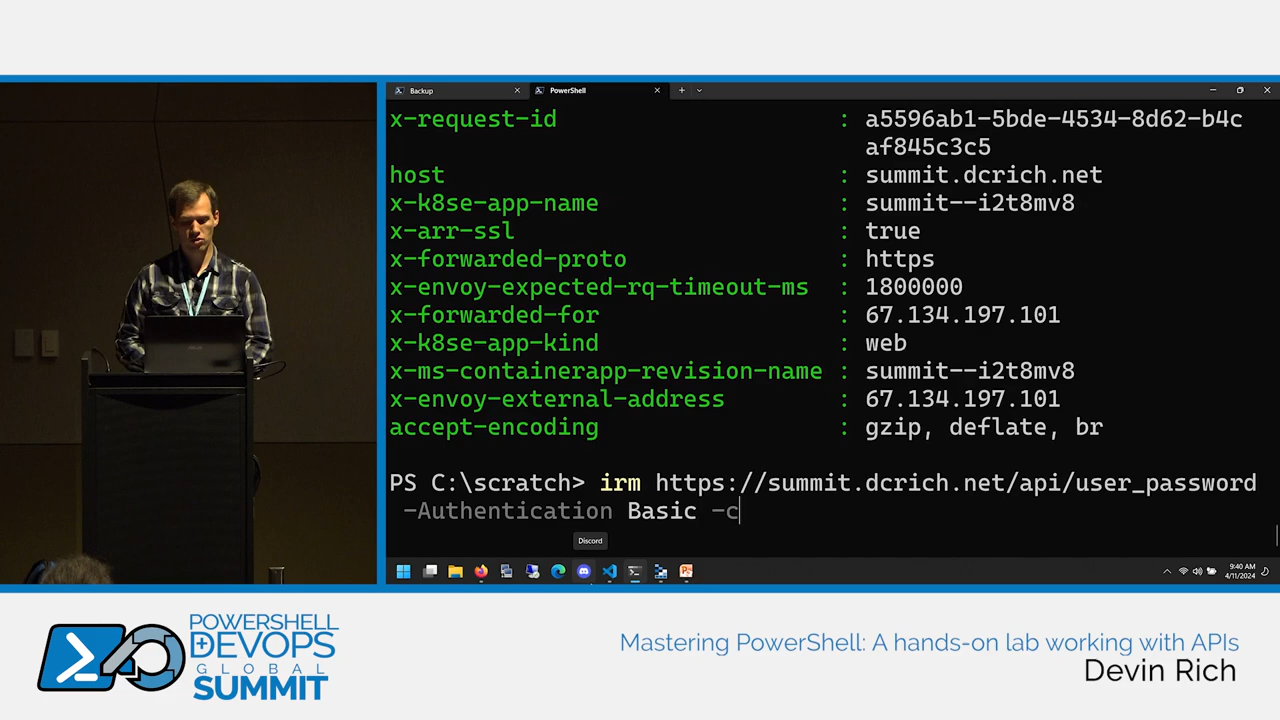 Backup
PowerShell
x-request-id : a5596ab1-5bde-4534-8d62-b4c
af845c3c5
host : summit.dcrich.net
x-k8se-app-name : summit--i2t8mv8
x-arr-ssl : true
x-forwarded-proto : https
x-envoy-expected-rq-timeout-ms : 1800000
x-forwarded-for : 67.134.197.101
x-k8se-app-kind : web
x-ms-containerapp-revision-name : summit--i2t8mv8
x-envoy-external-address : 67.134.197.101
accept-encoding : gzip, deflate, br
PS C:\scratch> irm https://summit.dcrich.net/api/user_password
-Authentication Basic -c
Discord
9:40 AM
4/11/2024
POWERSHELL
DEVOPS
GLOBAL
SUMMIT
Mastering PowerShell: A hands-on lab working with APIs
Devin Rich